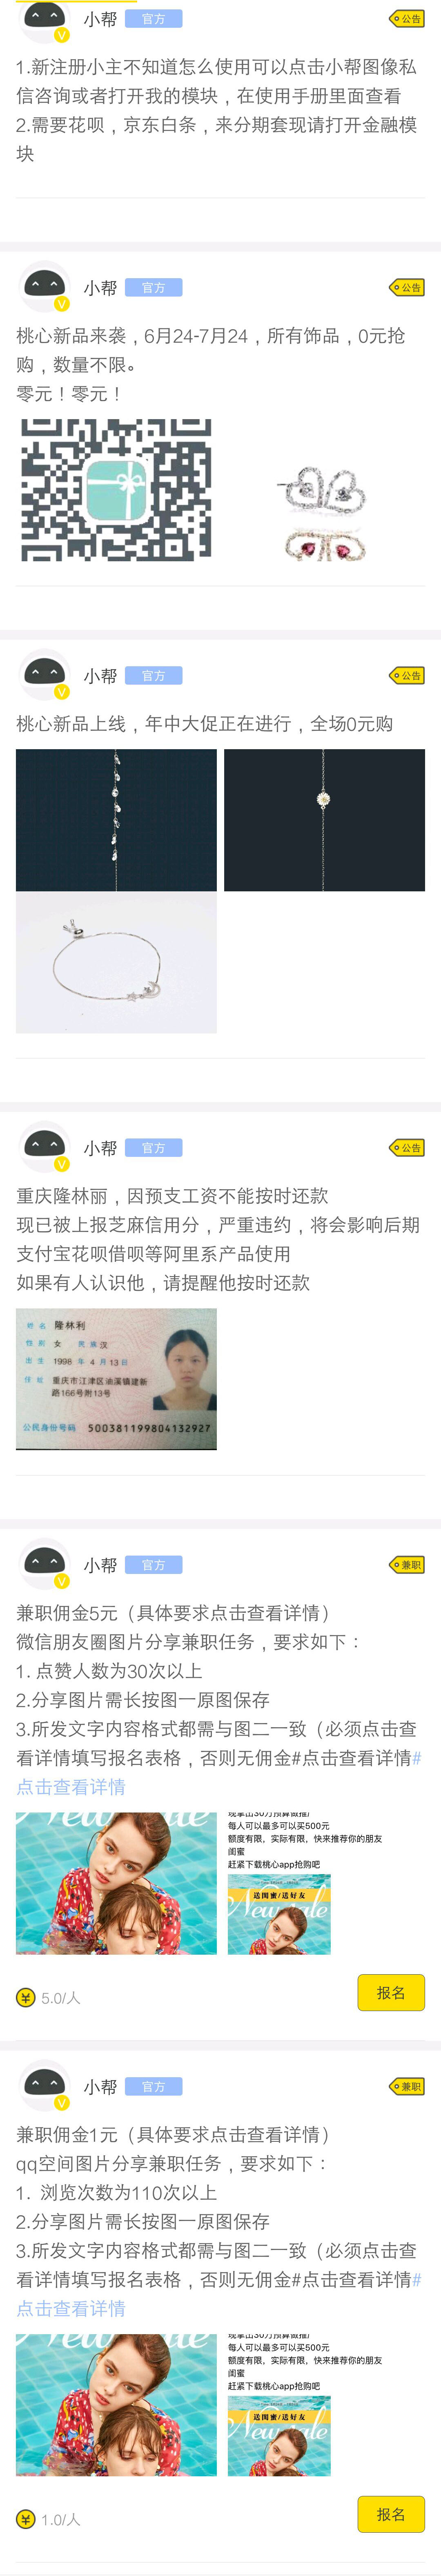 小帮 官方 公告
1.新注册小主不知道怎么使用可以点击小帮图像私
信咨询或者打开我的模块，在使用手册里面查看
2.需要花呗，京东白条，来分期套现请打开金融模
块
小帮 官方 公告
桃心新品来袭，6月24-7月24，所有饰品，0元抢
购，数量不限。
零元！零元！
小帮 官方 公告
桃心新品上线，年中大促正在进行，全场0元购
小帮 官方 公告
重庆隆林丽，因预支工资不能按时还款
现已被上报芝麻信用分，严重违约，将会影响后期
支付宝花呗借呗等阿里系产品使用
如果有人认识他，请提醒他按时还款
姓名 隆林利
性别 女 民族 汉
出生 1998 年 4 月 13 日
住址 重庆市江津区油溪镇建新
路166号附13号
公民身份号码 500381199804132927
小帮 官方 兼职
兼职佣金5元（具体要求点击查看详情）
微信朋友圈图片分享兼职任务，要求如下：
1. 点赞人数为30次以上
2.分享图片需长按图一原图保存
3.所发文字内容格式都需与图二一致（必须点击查
看详情填写报名表格，否则无佣金#点击查看详情#
点击查看详情
现拿出30万预算做推广
每人可以最多可以买500元
额度有限，实际有限，快来推荐你的朋友
闺蜜
赶紧下载桃心app抢购吧
送闺蜜/送好友
¥ 5.0/人
报名
小帮 官方 兼职
兼职佣金1元（具体要求点击查看详情）
qq空间图片分享兼职任务，要求如下：
1. 浏览次数为110次以上
2.分享图片需长按图一原图保存
3.所发文字内容格式都需与图二一致（必须点击查
看详情填写报名表格，否则无佣金#点击查看详情#
点击查看详情
现拿出30万预算做推广
每人可以最多可以买500元
额度有限，实际有限，快来推荐你的朋友
闺蜜
赶紧下载桃心app抢购吧
送闺蜜/送好友
¥ 1.0/人
报名